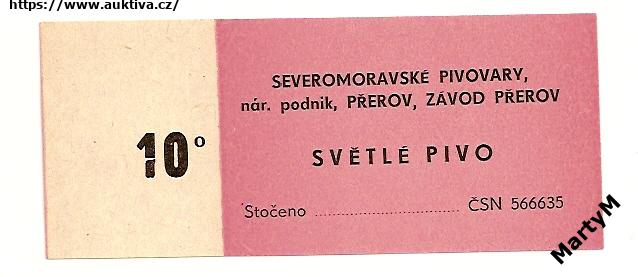 https://www.auktiva.cz/
SEVEROMORAVSKÉ PIVOVARY,
nár. podnik, PŘEROV, ZÁVOD PŘEROV
10°
SVĚTLÉ PIVO
Stočeno ........................... ČSN 566635
MartyM